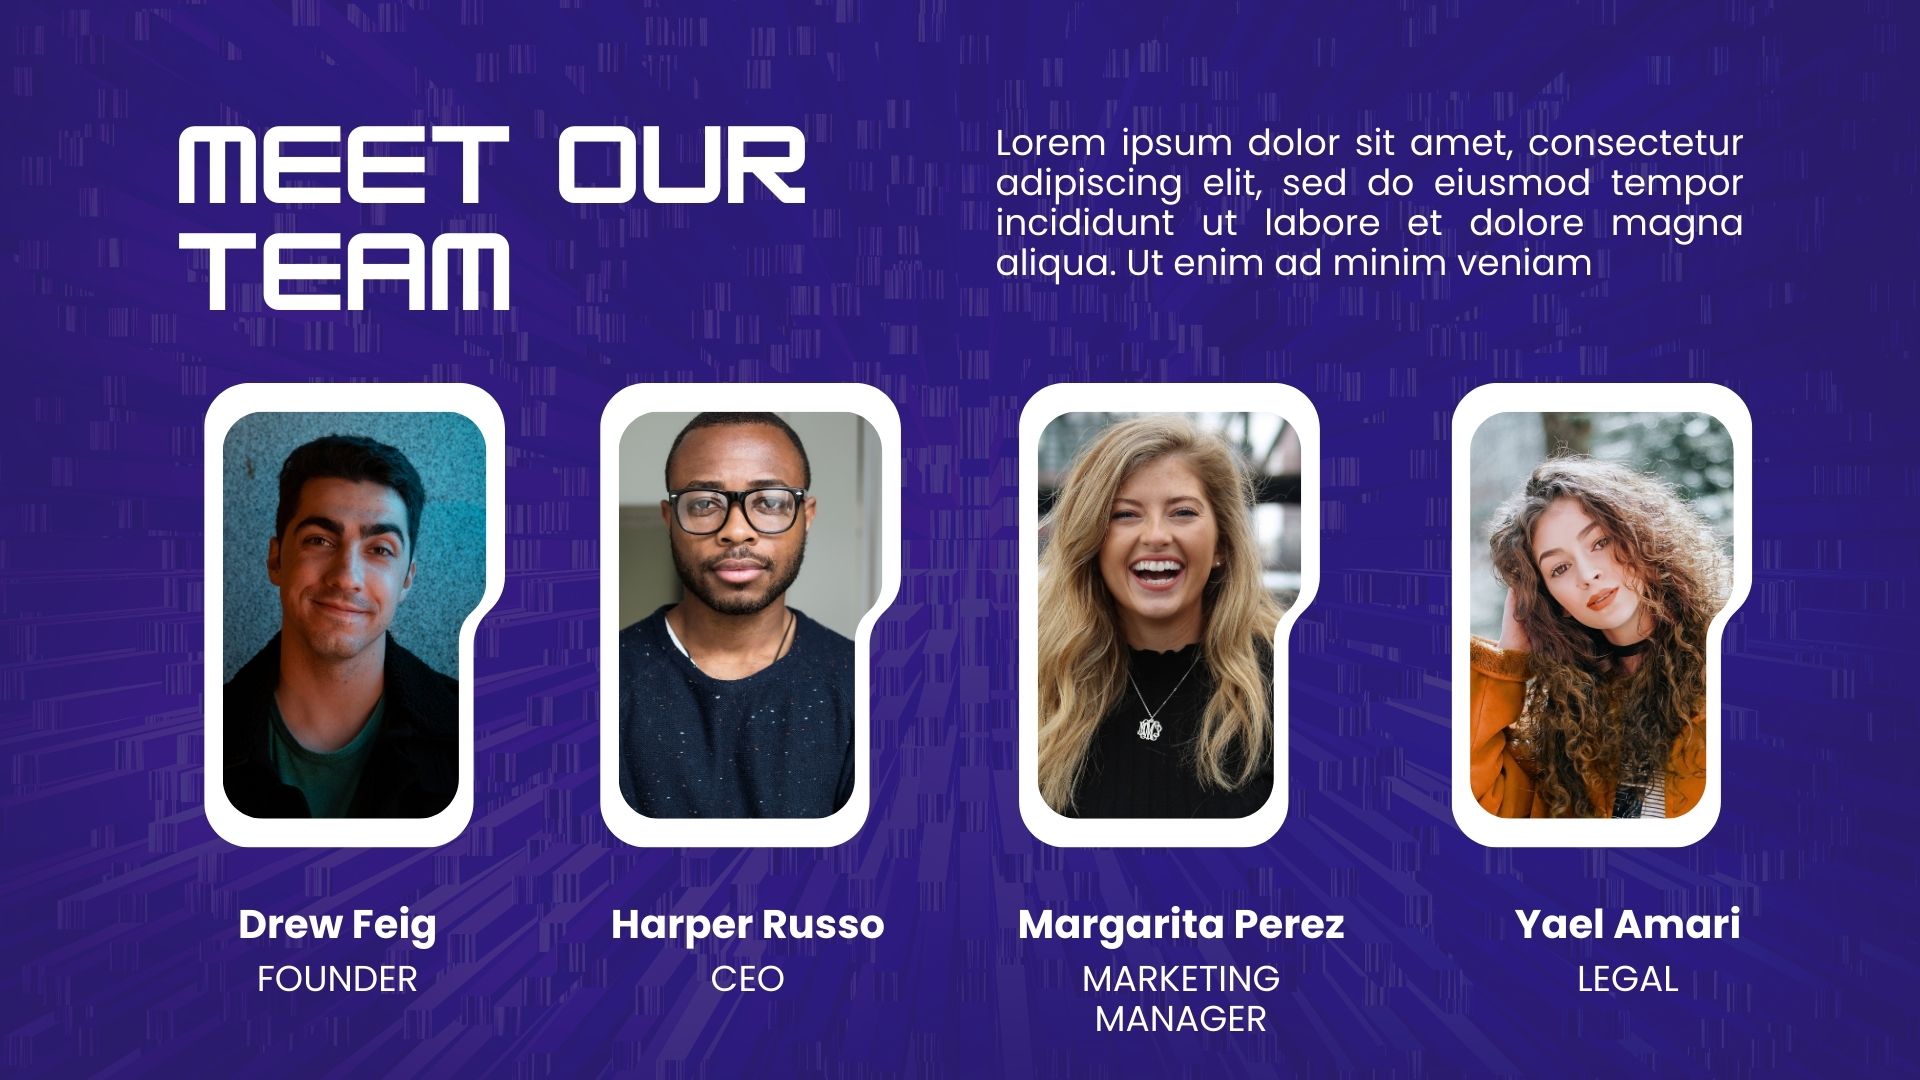 MEET OUR
TEAM
Lorem ipsum dolor sit amet, consectetur
adipiscing elit, sed do eiusmod tempor
incididunt ut labore et dolore magna
aliqua. Ut enim ad minim veniam
Drew Feig
FOUNDER
Harper Russo
CEO
Margarita Perez
MARKETING
MANAGER
Yael Amari
LEGAL